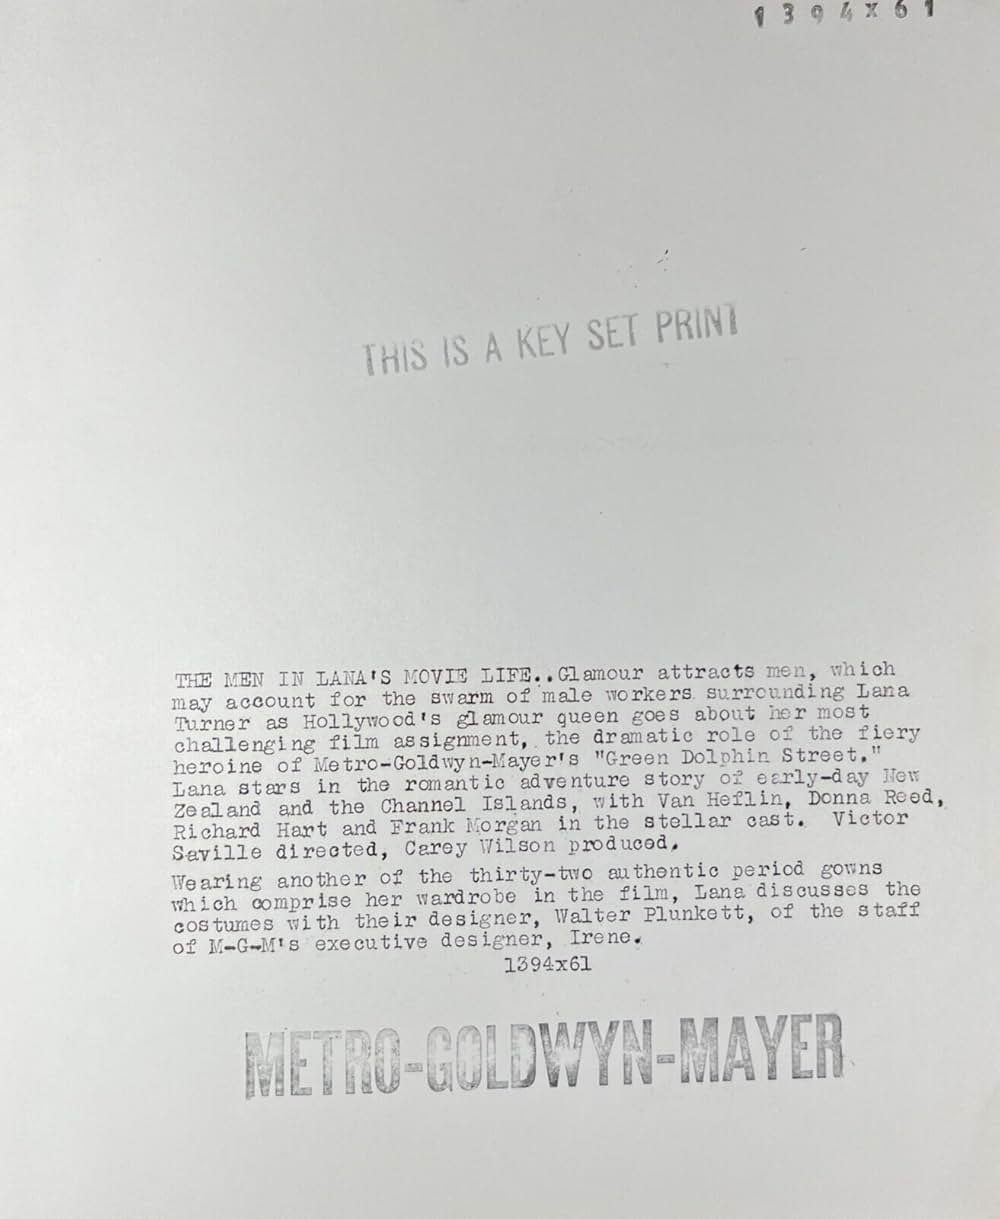 1394X61
THIS IS A KEY SET PRINT
THE MEN IN LANA'S MOVIE LIFE..Glamour attracts men, which
may account for the swarm of male workers surrounding Lana
Turner as Hollywood's glamour queen goes about her most
challenging film assignment, the dramatic role of the fiery
heroine of Metro-Goldwyn-Mayer's "Green Dolphin Street."
Lana stars in the romantic adventure story of early-day New
Zealand and the Channel Islands, with Van Heflin, Donna Reed,
Richard Hart and Frank Morgan in the stellar cast. Victor
Saville directed, Carey Wilson produced.
Wearing another of the thirty-two authentic period gowns
which comprise her wardrobe in the film, Lana discusses the
costumes with their designer, Walter Plunkett, of the staff
of M-G-M's executive designer, Irene.
1394x61
METRO-GOLDWYN-MAYER